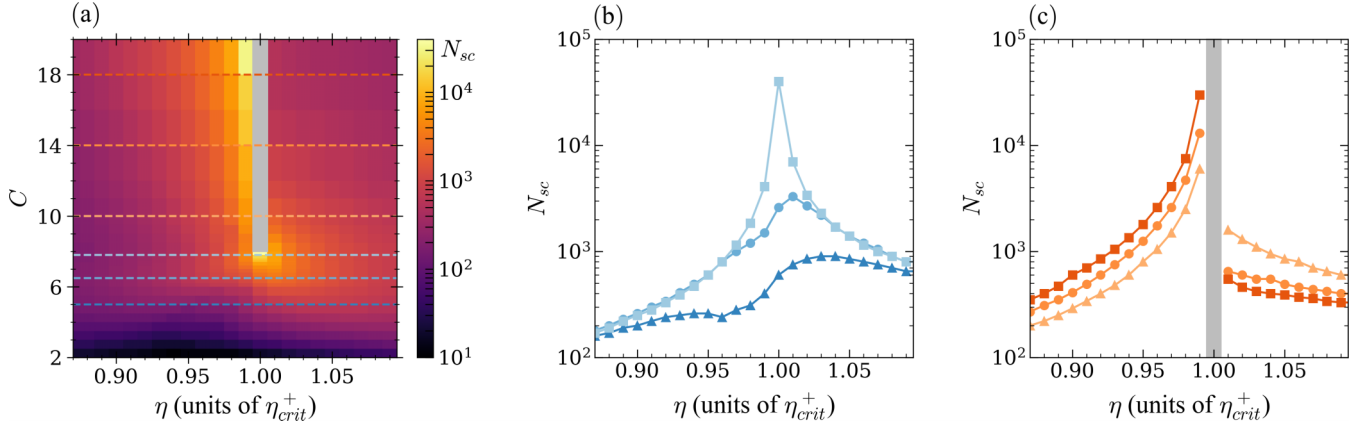 (a)
N_sc
18
14
10
6
2
C
10^4
10^3
10^2
10^1
0.90 0.95 1.00 1.05
η (units of η_crit^+)
(b)
10^5
10^4
10^3
10^2
N_sc
0.90 0.95 1.00 1.05
η (units of η_crit^+)
(c)
10^5
10^4
10^3
10^2
N_sc
0.90 0.95 1.00 1.05
η (units of η_crit^+)